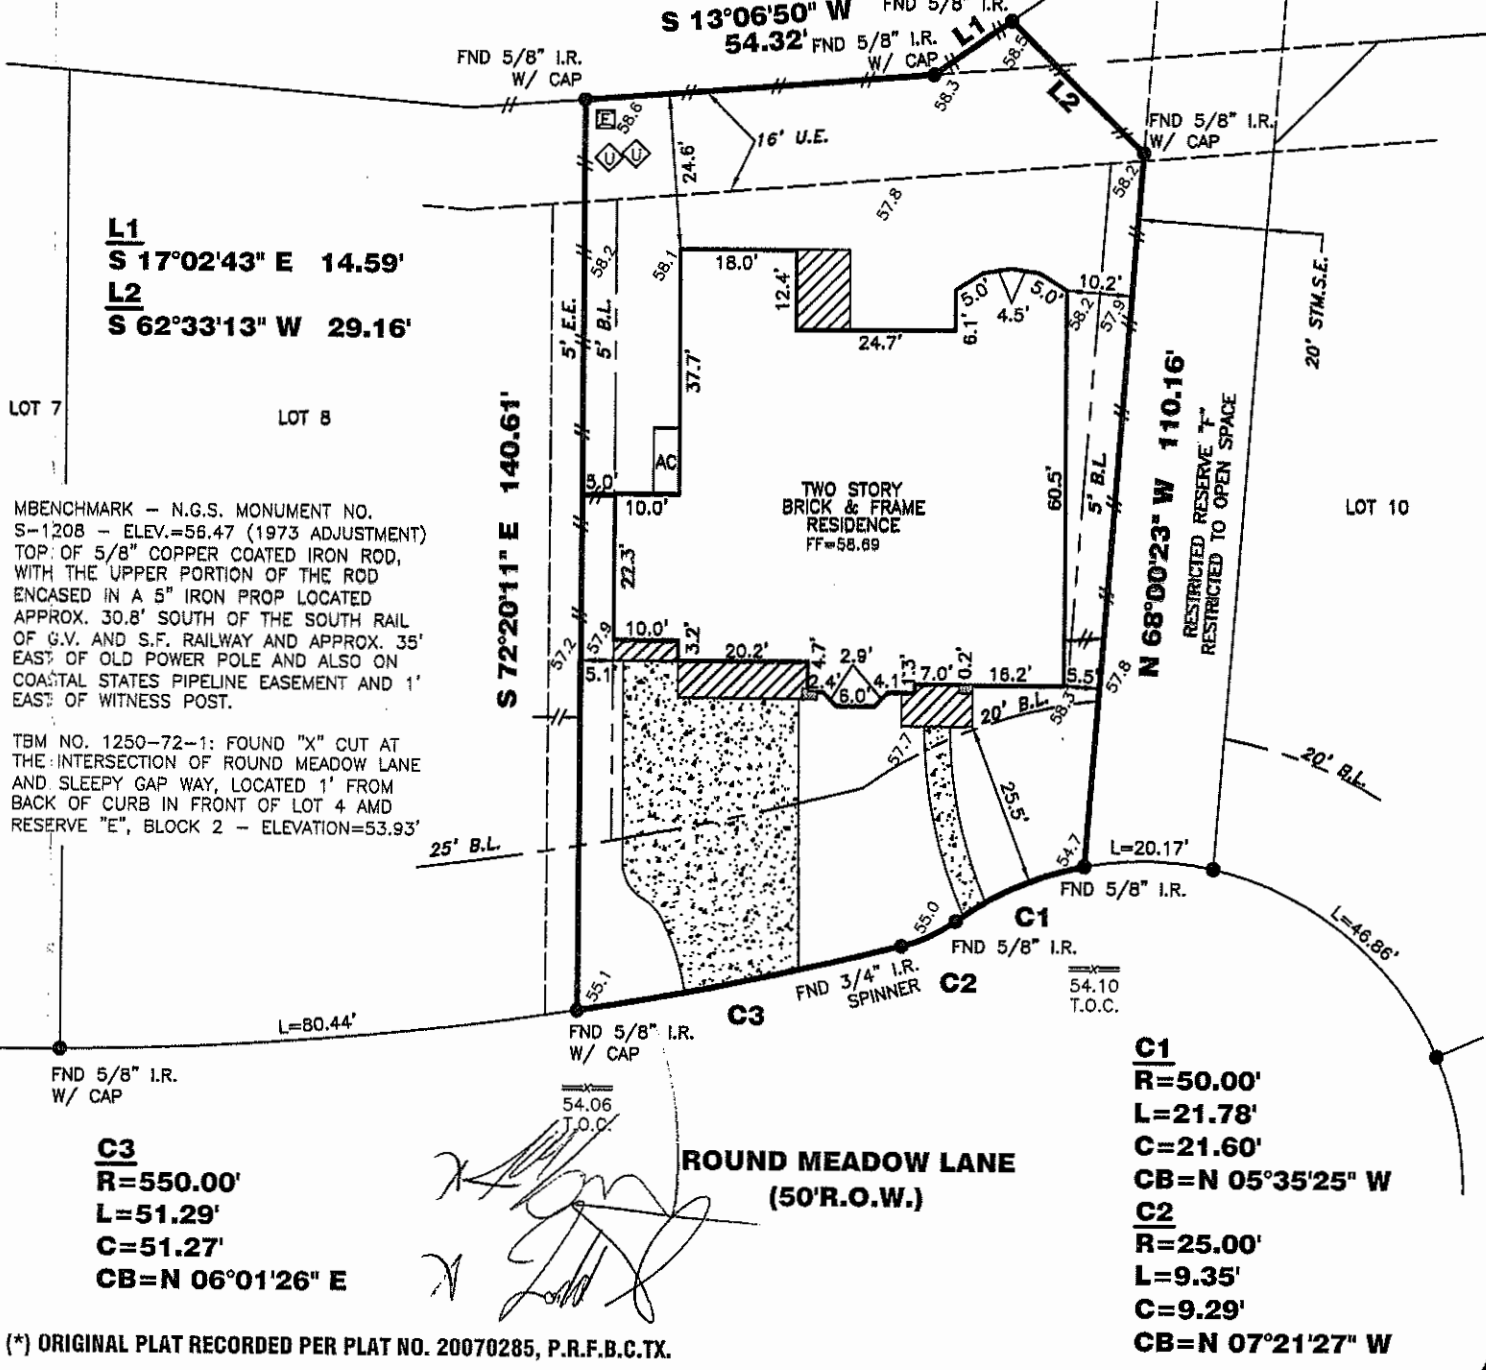 S 13°06'50" W
54.32'
FND 5/8" I.R.
FND 5/8" I.R.
W/ CAP
L1
58.5
58.3
L2
FND 5/8" I.R.
W/ CAP
E
58.6
U
U
24.6'
16' U.E.
FND 5/8" I.R.
W/ CAP
58.2
57.8
L1
S 17°02'43" E 14.59'
L2
S 62°33'13" W 29.16'
58.2
58.1
18.0'
12.4'
24.7'
6.1'
5.0'
4.5'
5.0'
10.2'
58.2
57.9
20' STM.S.E.
5' E.E.
5' B.L.
37.7'
LOT 7
LOT 8
S 72°20'11" E 140.61'
AC
5.0'
10.0'
TWO STORY
BRICK & FRAME
RESIDENCE
FF=58.69
60.5'
5' B.L.
N 68°00'23" W 110.16'
RESTRICTED RESERVE "F"
RESTRICTED TO OPEN SPACE
LOT 10
MBENCHMARK – N.G.S. MONUMENT NO.
S-1208 – ELEV.=56.47 (1973 ADJUSTMENT)
TOP OF 5/8" COPPER COATED IRON ROD,
WITH THE UPPER PORTION OF THE ROD
ENCASED IN A 5" IRON PROP LOCATED
APPROX. 30.8' SOUTH OF THE SOUTH RAIL
OF G.V. AND S.F. RAILWAY AND APPROX. 35'
EAST OF OLD POWER POLE AND ALSO ON
COASTAL STATES PIPELINE EASEMENT AND 1'
EAST OF WITNESS POST.
22.3'
57.2
57.9
5.1'
10.0'
3.2'
20.2'
4.7'
2.4'
2.9'
6.0'
4.1'
1.3'
7.0'
0.2'
16.2'
5.5'
57.8
58.3
20' B.L.
57.7
25.5'
TBM NO. 1250-72-1: FOUND "X" CUT AT
THE INTERSECTION OF ROUND MEADOW LANE
AND SLEEPY GAP WAY, LOCATED 1' FROM
BACK OF CURB IN FRONT OF LOT 4 AMD
RESERVE "E", BLOCK 2 – ELEVATION=53.93'
25' B.L.
20' B.L.
54.7
L=20.17'
FND 5/8" I.R.
L=46.86'
C1
55.0
FND 5/8" I.R.
FND 3/4" I.R.
SPINNER
C2
C3
54.10
T.O.C.
55.1
L=80.44'
FND 5/8" I.R.
W/ CAP
FND 5/8" I.R.
W/ CAP
54.06
T.O.C.
ROUND MEADOW LANE
(50'R.O.W.)
C3
R=550.00'
L=51.29'
C=51.27'
CB=N 06°01'26" E
C1
R=50.00'
L=21.78'
C=21.60'
CB=N 05°35'25" W
C2
R=25.00'
L=9.35'
C=9.29'
CB=N 07°21'27" W
(*) ORIGINAL PLAT RECORDED PER PLAT NO. 20070285, P.R.F.B.C.TX.